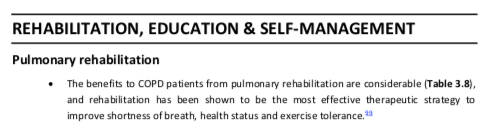 REHABILITATION, EDUCATION & SELF-MANAGEMENT
Pulmonary rehabilitation
• The benefits to COPD patients from pulmonary rehabilitation are considerable (Table 3.8),
and rehabilitation has been shown to be the most effective therapeutic strategy to
improve shortness of breath, health status and exercise tolerance.99